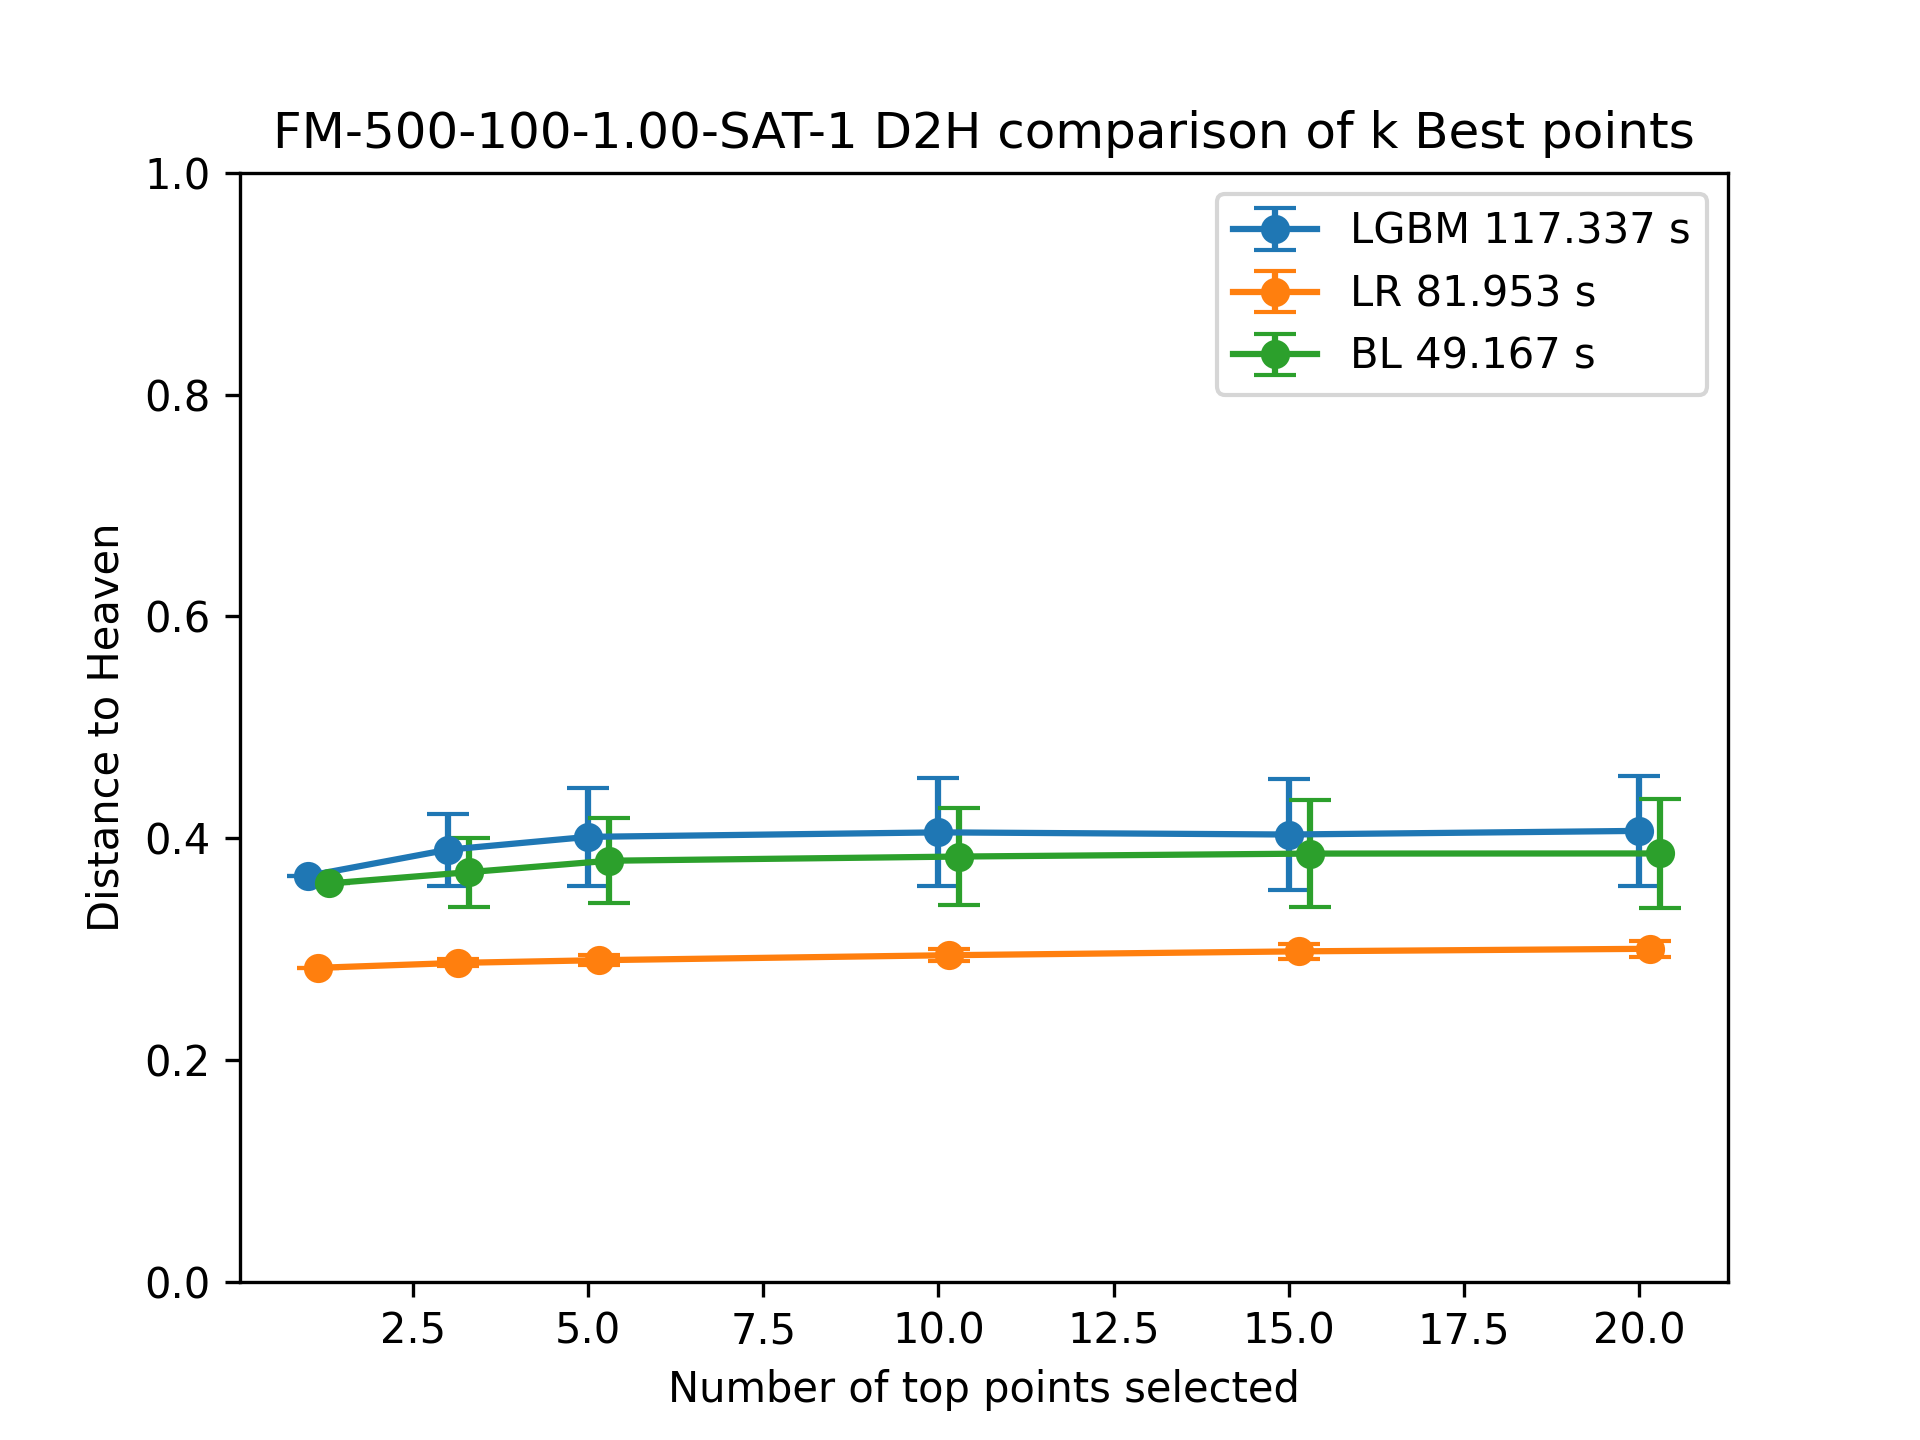 FM-500-100-1.00-SAT-1 D2H comparison of k Best points
LGBM 117.337 s
LR 81.953 s
BL 49.167 s
Distance to Heaven
1.0
0.8
0.6
0.4
0.2
0.0
2.5 5.0 7.5 10.0 12.5 15.0 17.5 20.0
Number of top points selected